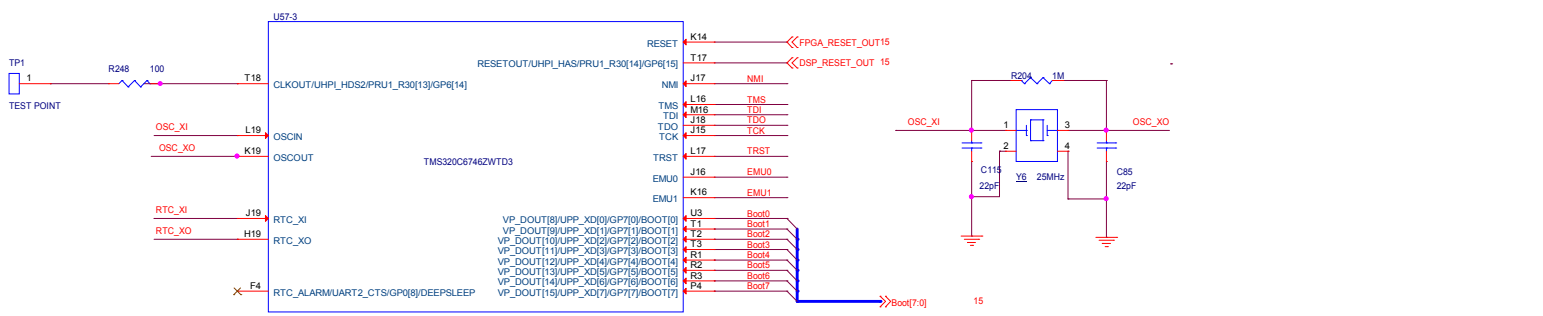 U57-3
TP1
1
TEST POINT
R248 100
T18
CLKOUT/UHPI_HDS2/PRU1_R30[13]/GP6[14]
OSC_XI
L19
OSCIN
OSC_XO
K19
OSCOUT
RTC_XI
J19
RTC_XI
RTC_XO
H19
RTC_XO
F4
RTC_ALARM/UART2_CTS/GP0[8]/DEEPSLEEP
TMS320C6746ZWTD3
RESET K14 FPGA_RESET_OUT 15
RESETOUT/UHPI_HAS/PRU1_R30[14]/GP6[15] T17 DSP_RESET_OUT 15
NMI J17 NMI
TMS L16 TMS
TDI M16 TDI
TDO J18 TDO
TCK J15 TCK
TRST L17 TRST
EMU0 J16 EMU0
EMU1 K16 EMU1
VP_DOUT[8]/UPP_XD[0]/GP7[0]/BOOT[0] U3 Boot0
VP_DOUT[9]/UPP_XD[1]/GP7[1]/BOOT[1] T1 Boot1
VP_DOUT[10]/UPP_XD[2]/GP7[2]/BOOT[2] T2 Boot2
VP_DOUT[11]/UPP_XD[3]/GP7[3]/BOOT[3] T3 Boot3
VP_DOUT[12]/UPP_XD[4]/GP7[4]/BOOT[4] R1 Boot4
VP_DOUT[13]/UPP_XD[5]/GP7[5]/BOOT[5] R2 Boot5
VP_DOUT[14]/UPP_XD[6]/GP7[6]/BOOT[6] R3 Boot6
VP_DOUT[15]/UPP_XD[7]/GP7[7]/BOOT[7] P4 Boot7
Boot[7:0] 15
R204 1M
OSC_XI
1
3
OSC_XO
2
4
C115
22pF
Y6 25MHz
C85
22pF